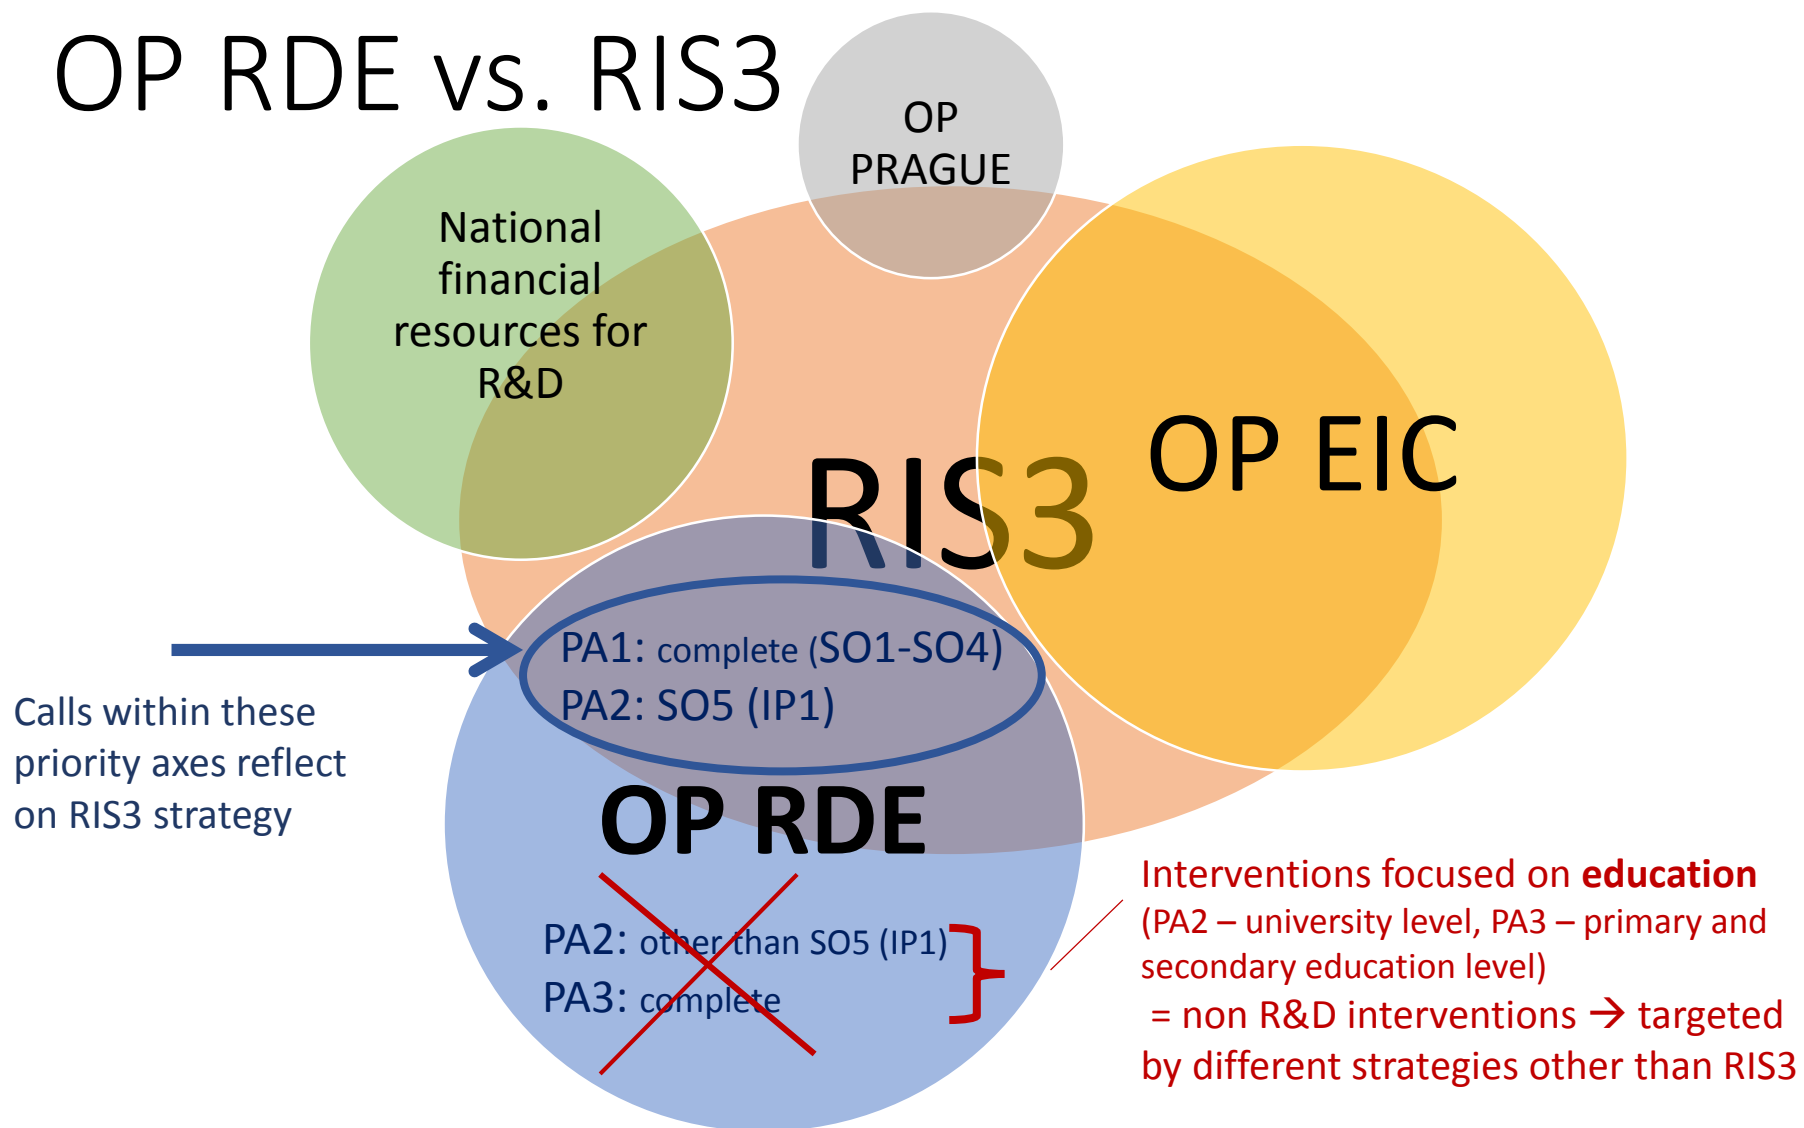 OP RDE vs. RIS3
OP
PRAGUE
National
financial
resources for
R&D
OP EIC
RIS3
PA1: complete (SO1-SO4)
PA2: SO5 (IP1)
Calls within these
priority axes reflect
on RIS3 strategy
OP RDE
PA2: other than SO5 (IP1)
PA3: complete
Interventions focused on education
(PA2 – university level, PA3 – primary and
secondary education level)
= non R&D interventions → targeted
by different strategies other than RIS3